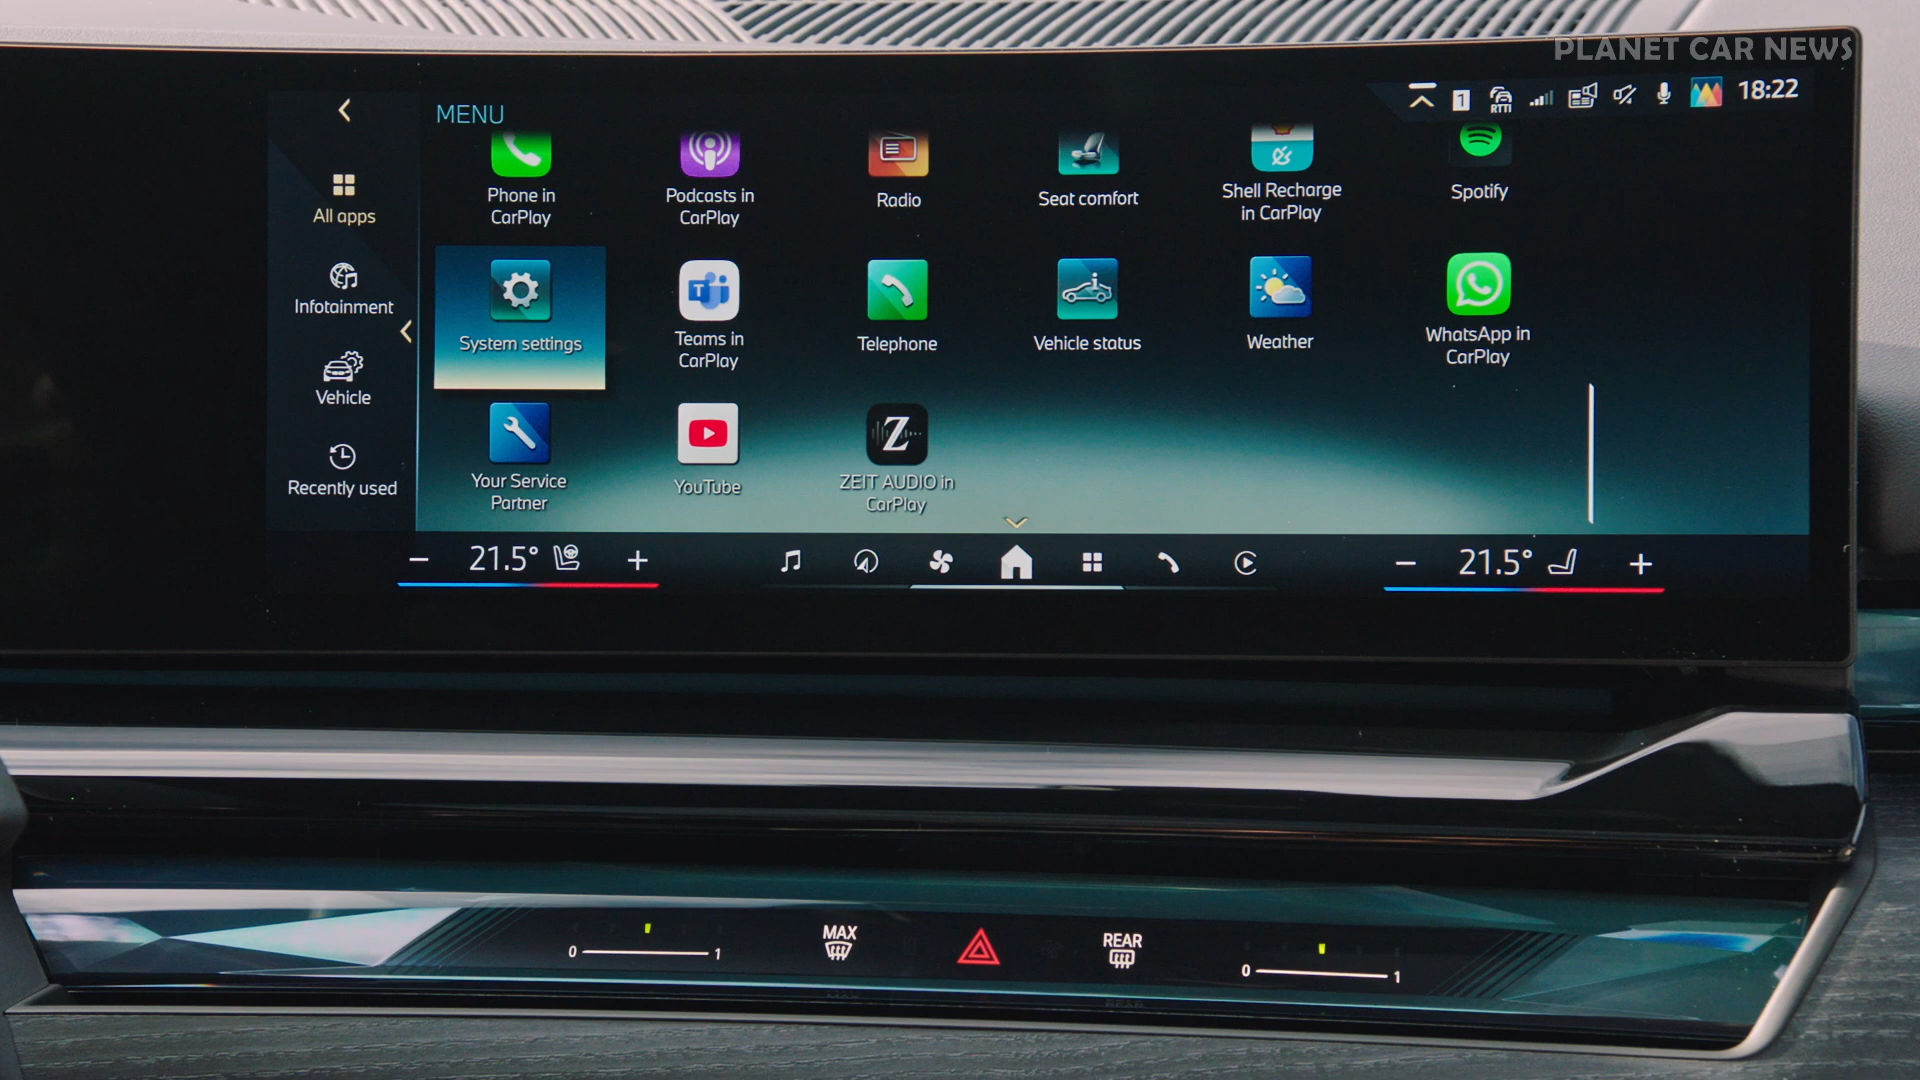 PLANET CAR NEWS
MENU
1
RTTI
18:22
All apps
Infotainment
Vehicle
Recently used
Phone in
CarPlay
Podcasts in
CarPlay
Radio
Seat comfort
Shell Recharge
in CarPlay
Spotify
System settings
T
Teams in
CarPlay
Telephone
Vehicle status
Weather
WhatsApp in
CarPlay
Your Service
Partner
YouTube
Z
ZEIT AUDIO in
CarPlay
− 21.5° +
− 21.5° +
0 1
MAX
REAR
0 1